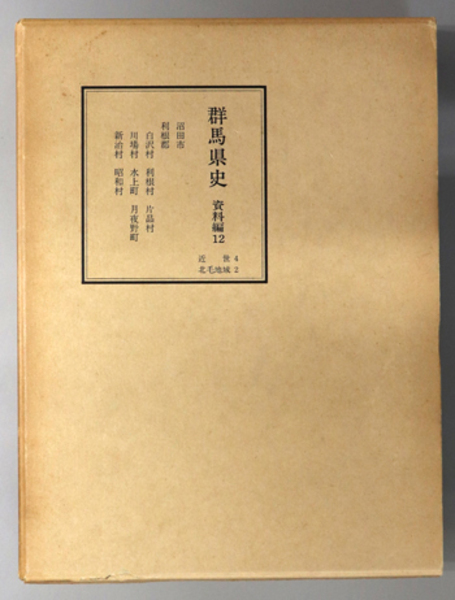 群馬県史 資料編12
近世4
北毛地域2
沼田市
利根郡
白沢村 利根村 片品村
川場村 水上町 月夜野町
新治村 昭和村